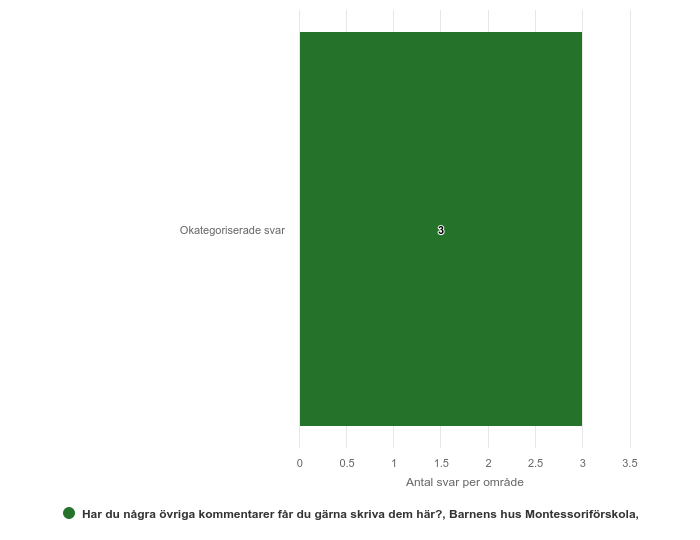 Okategoriserade svar
3
0 0.5 1 1.5 2 2.5 3 3.5
Antal svar per område
Har du några övriga kommentarer får du gärna skriva dem här?, Barnens hus Montessoriförskola,